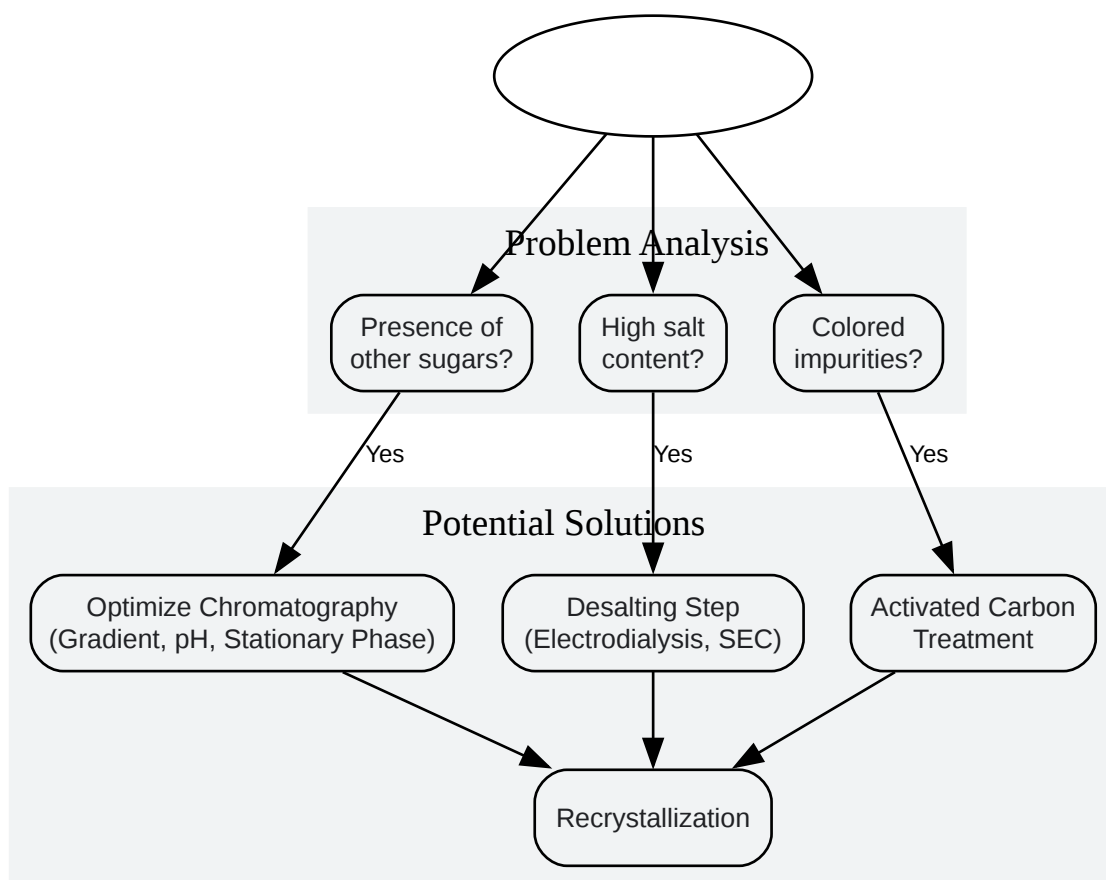 Problem Analysis
Presence of
other sugars?
High salt
content?
Colored
impurities?
Yes
Yes
Yes
Potential Solutions
Optimize Chromatography
(Gradient, pH, Stationary Phase)
Desalting Step
(Electrodialysis, SEC)
Activated Carbon
Treatment
Recrystallization